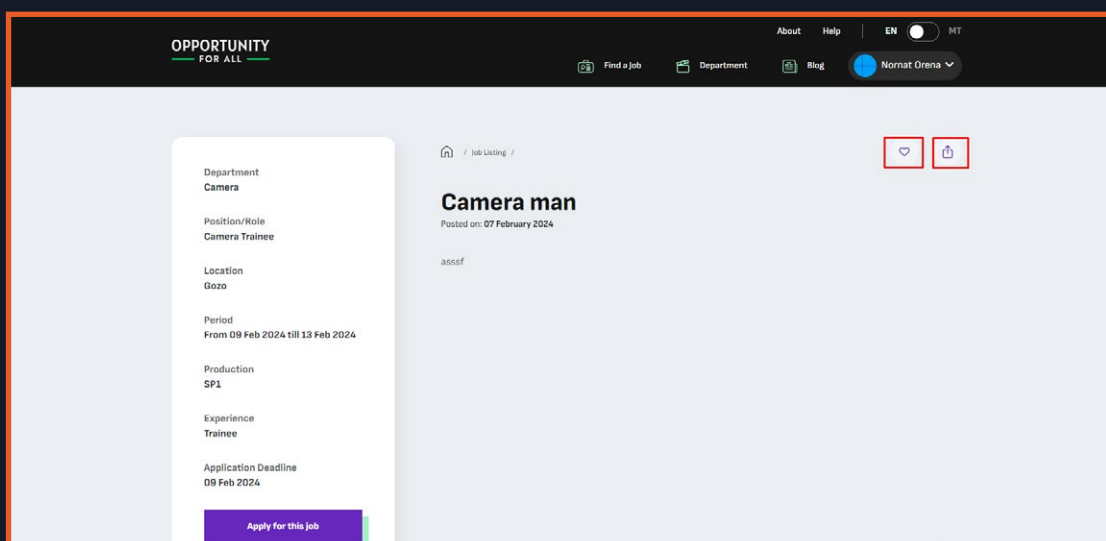 About Help EN MT
OPPORTUNITY
FOR ALL
Find a Job Department Blog Nornat Orena
/ Job Listing /
Department
Camera
Camera man
Posted on: 07 February 2024
Position/Role
Camera Trainee
asssf
Location
Gozo
Period
From 09 Feb 2024 till 13 Feb 2024
Production
SP1
Experience
Trainee
Application Deadline
09 Feb 2024
Apply for this job